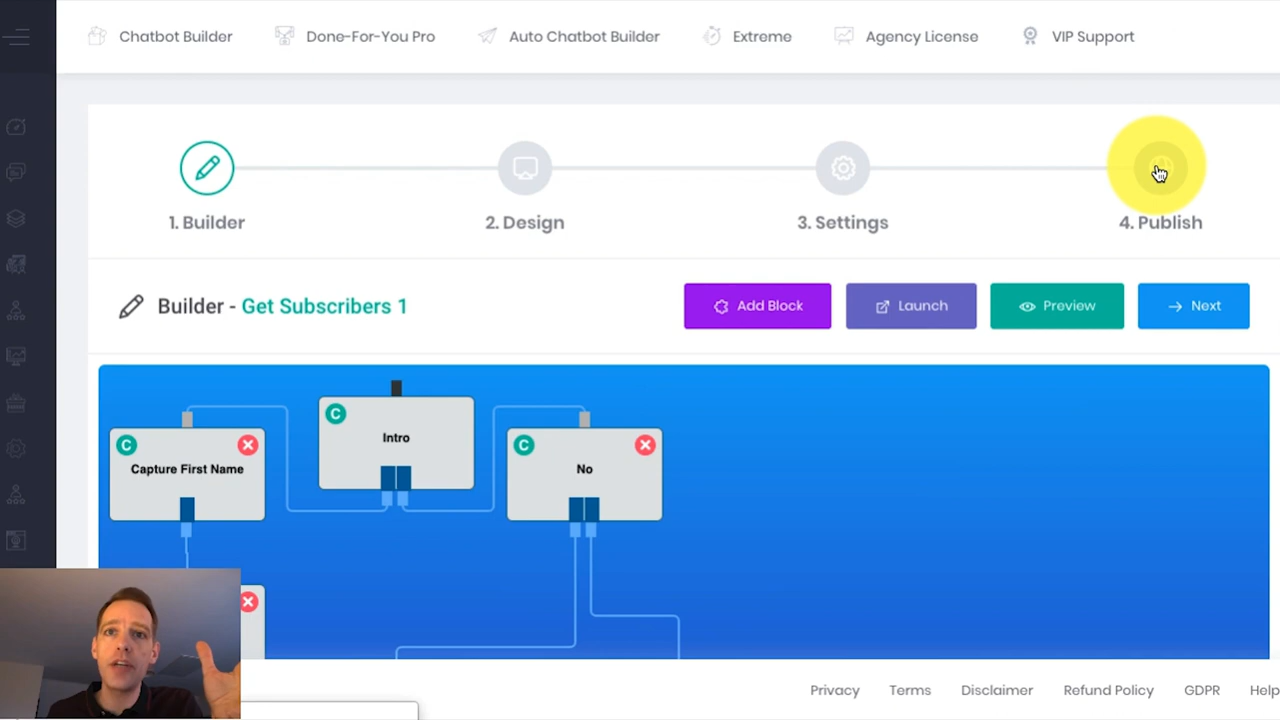 Chatbot Builder
Done-For-You Pro
Auto Chatbot Builder
Extreme
Agency License
VIP Support
1. Builder
2. Design
3. Settings
4. Publish
Builder - Get Subscribers 1
Add Block
Launch
Preview
Next
C
Intro
C
Capture First Name
C
No
Privacy
Terms
Disclaimer
Refund Policy
GDPR
Help